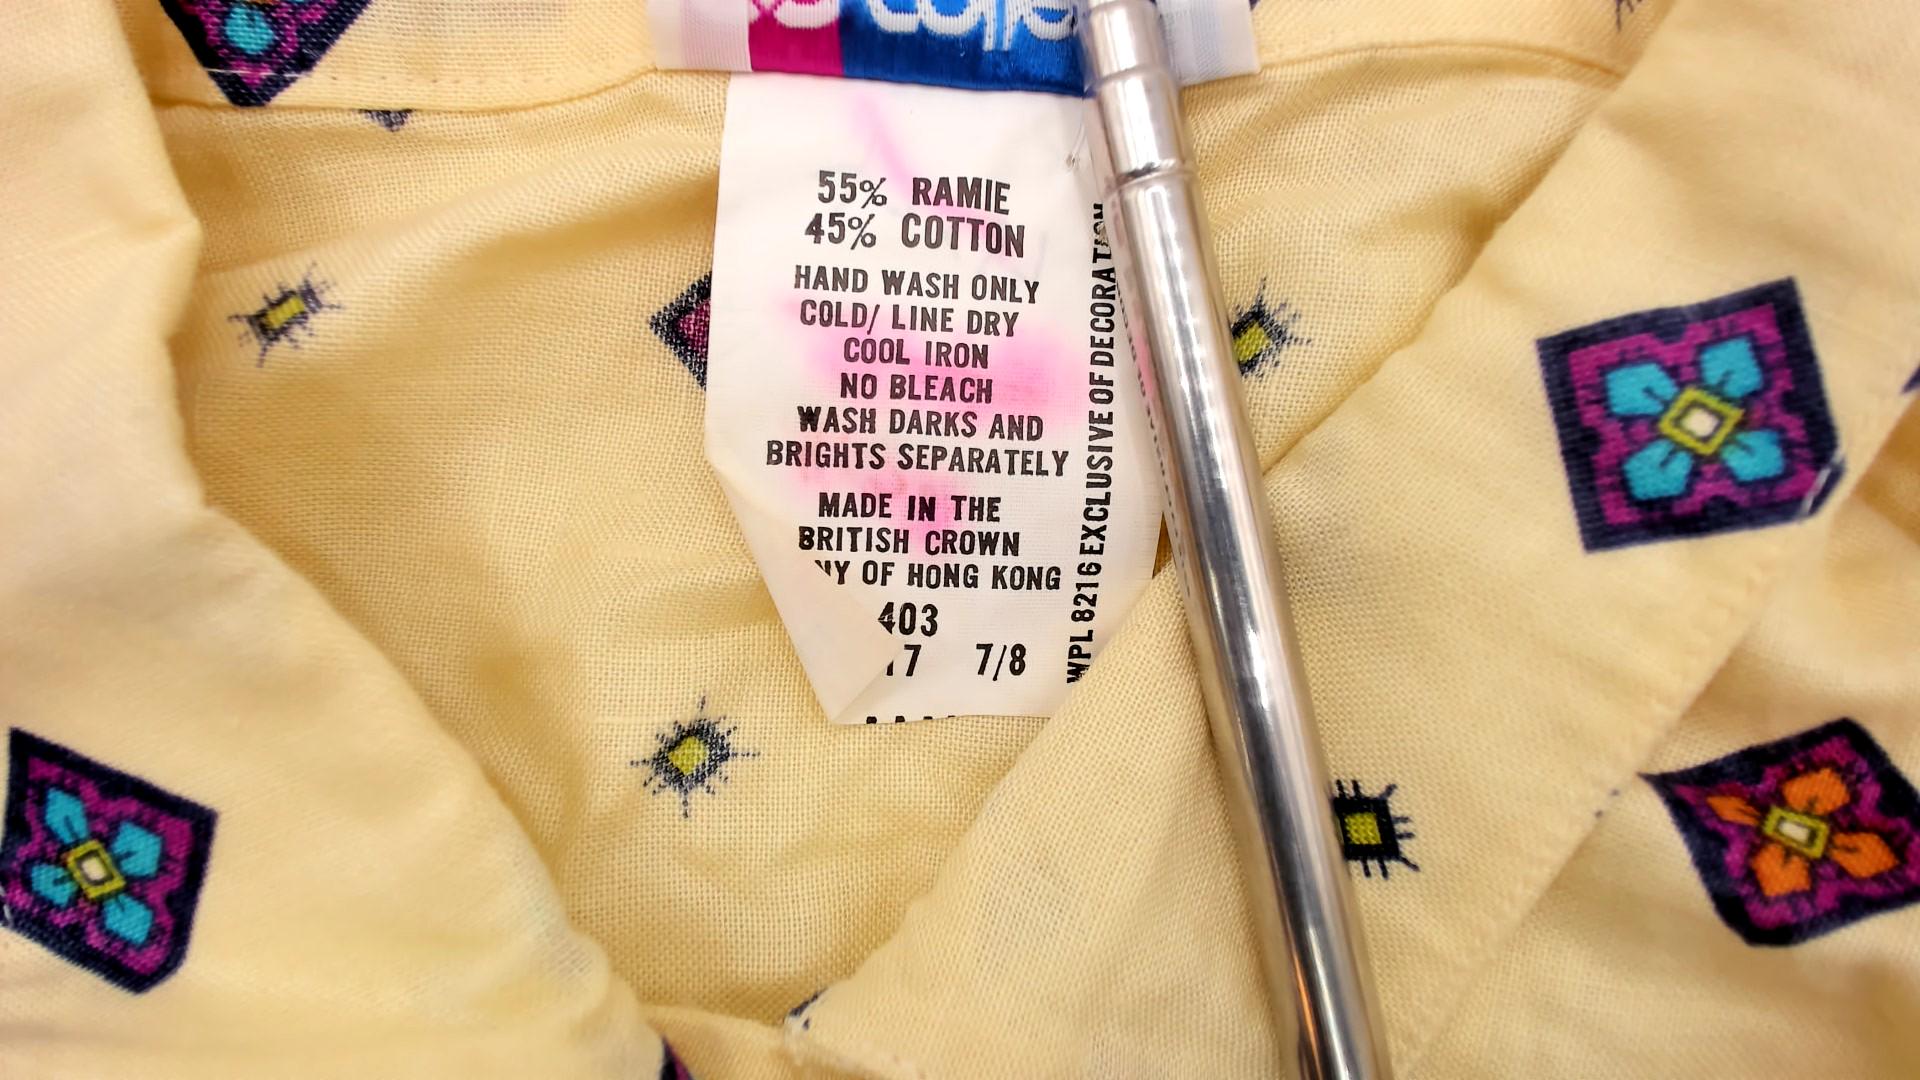 55% RAMIE
45% COTTON
HAND WASH ONLY
COLD/ LINE DRY
COOL IRON
NO BLEACH
WASH DARKS AND
BRIGHTS SEPARATELY
MADE IN THE
BRITISH CROWN
OF HONG KONG
403
17 7/8
WPL 8216 EXCLUSIVE OF DECORATION